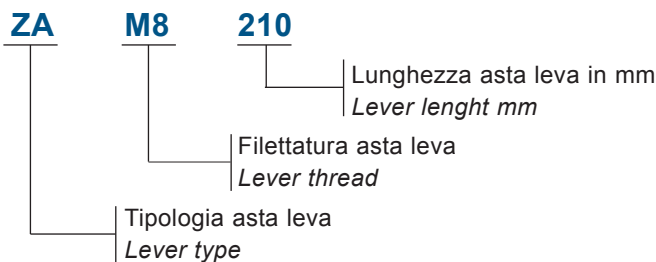 ZA M8 210
Lunghezza asta leva in mm
Lever lenght mm
Filettatura asta leva
Lever thread
Tipologia asta leva
Lever type